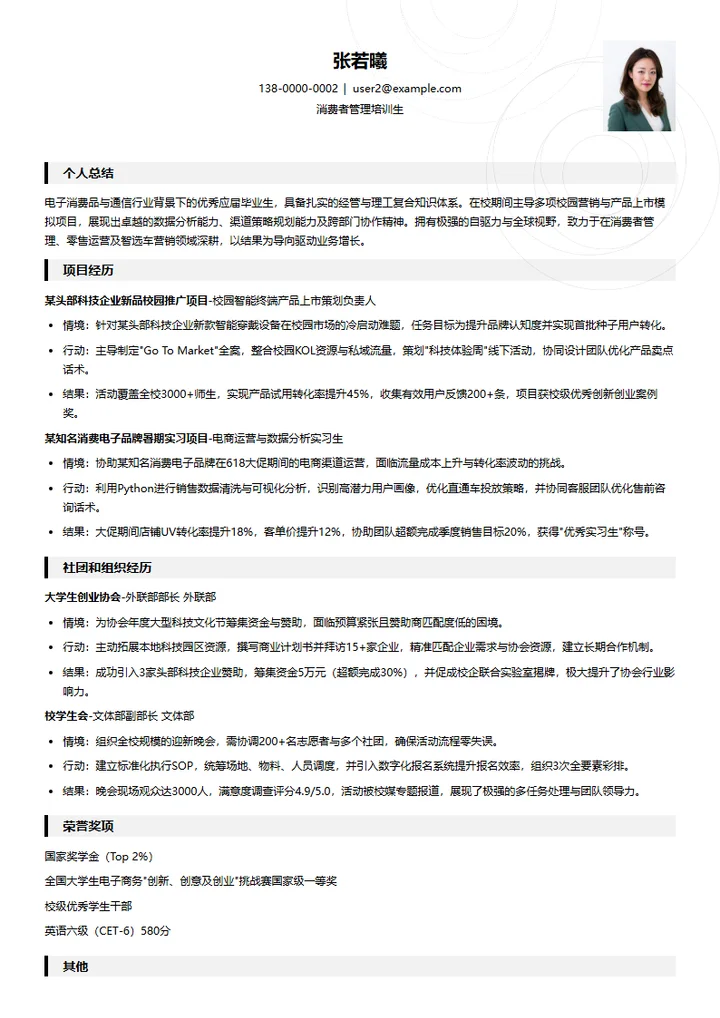 张若曦
138-0000-0002 | user2@example.com
消费者管理培训生
个人总结
电子消费品与通信行业背景下的优秀应届毕业生，具备扎实的经管与理工复合知识体系。在校期间主导多项校园营销与产品上市模
拟项目，展现出卓越的数据分析能力、渠道策略规划能力及跨部门协作精神。拥有极强的自驱力与全球视野，致力于在消费者管
理、零售运营及智选车营销领域深耕，以结果为导向驱动业务增长。
项目经历
某头部科技企业新品校园推广项目-校园智能终端产品上市策划负责人
• 情境：针对某头部科技企业新款智能穿戴设备在校园市场的冷启动难题，任务目标为提升品牌认知度并实现首批种子用户转化。
• 行动：主导制定"Go To Market"全案，整合校园KOL资源与私域流量，策划"科技体验周"线下活动，协同设计团队优化产品卖点
话术。
• 结果：活动覆盖全校3000+师生，实现产品试用转化率提升45%，收集有效用户反馈200+条，项目获校级优秀创新创业案例
奖。
某知名消费电子品牌暑期实习项目-电商运营与数据分析实习生
• 情境：协助某知名消费电子品牌在618大促期间的电商渠道运营，面临流量成本上升与转化率波动的挑战。
• 行动：利用Python进行销售数据清洗与可视化分析，识别高潜力用户画像，优化直通车投放策略，并协同客服团队优化售前咨
询话术。
• 结果：大促期间店铺UV转化率提升18%，客单价提升12%，协助团队超额完成季度销售目标20%，获得"优秀实习生"称号。
社团和组织经历
大学生创业协会-外联部部长 外联部
• 情境：为协会年度大型科技文化节筹集资金与赞助，面临预算紧张且赞助商匹配度低的困境。
• 行动：主动拓展本地科技园区资源，撰写商业计划书并拜访15+家企业，精准匹配企业需求与协会资源，建立长期合作机制。
• 结果：成功引入3家头部科技企业赞助，筹集资金5万元（超额完成30%），并促成校企联合实验室揭牌，极大提升了协会行业影
响力。
校学生会-文体部副部长 文体部
• 情境：组织全校规模的迎新晚会，需协调200+名志愿者与多个社团，确保活动流程零失误。
• 行动：建立标准化执行SOP，统筹场地、物料、人员调度，并引入数字化报名系统提升报名效率，组织3次全要素彩排。
• 结果：晚会现场观众达3000人，满意度调查评分4.9/5.0，活动被校媒专题报道，展现了极强的多任务处理与团队领导力。
荣誉奖项
国家奖学金（Top 2%）
全国大学生电子商务"创新、创意及创业"挑战赛国家级一等奖
校级优秀学生干部
英语六级（CET-6）580分
其他